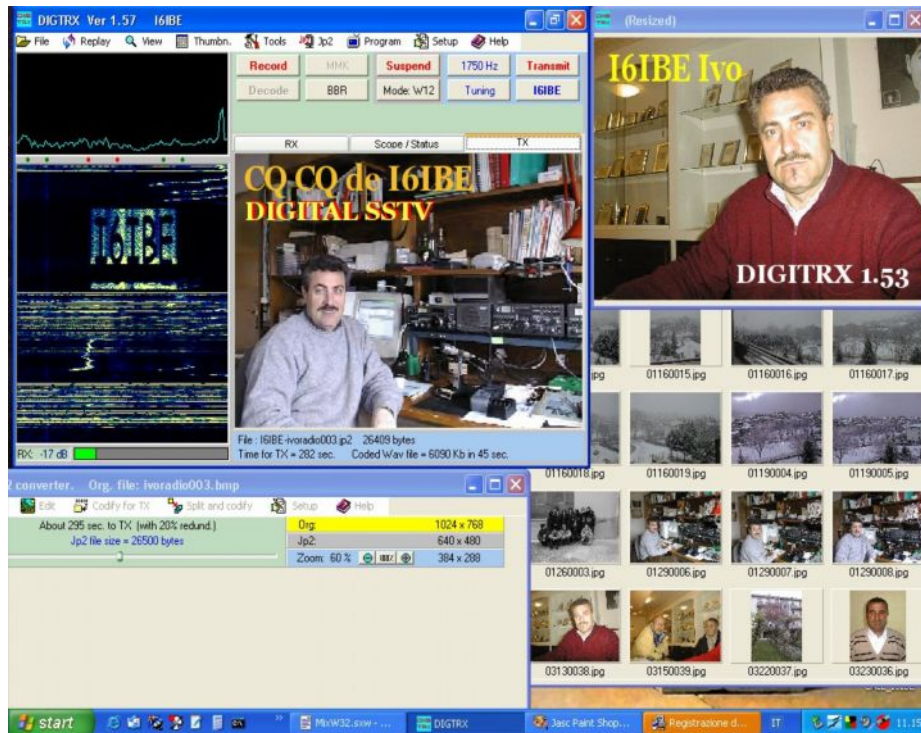 DIGTRX Ver 1.57 I6IBE
File Replay View Thumbn. Tools Jp2 Program Setup Help
Record MMK Suspend 1750 Hz Transmit
Decode BBR Mode: W12 Tuning I6IBE
RX Scope / Status TX
CQ CQ de I6IBE
DIGITAL SSTV
I6IBE
File : I6IBE-ivoradio003.jp2 26409 bytes
Time for TX = 282 sec. Coded Wav file = 6090 Kb in 45 sec.
RX: -17 dB
(Resized)
I6IBE Ivo
DIGITRX 1.53
jpg 01160015.jpg 01160016.jpg 01160017.jpg
01160018.jpg 01160019.jpg 01190004.jpg 01190005.jpg
01260003.jpg 01290006.jpg 01290007.jpg 01290008.jpg
03130038.jpg 03150039.jpg 03220037.jpg 03230036.jpg
2 converter. Org. file: ivoradio003.bmp
Edit Codify for TX Split and codify Setup Help
About 295 sec. to TX (with 20% redund.)
Jp2 file size = 26500 bytes
Org: 1024 x 768
Jp2: 640 x 480
Zoom: 60 % 100% 384 x 288
start MixW32.sxw - ... DIGTRX Jasc Paint Shop... Registrazione d... IT 11.15